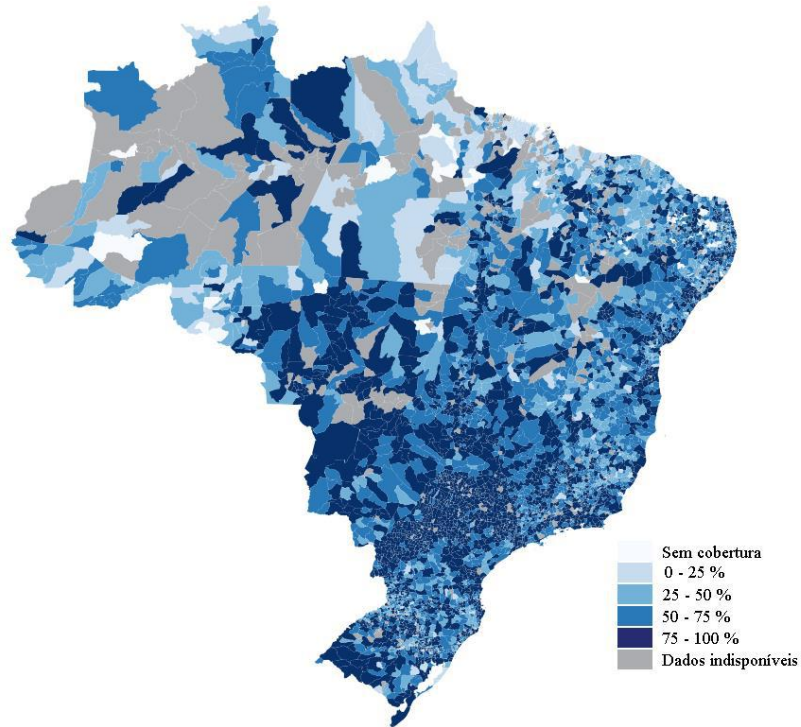 Sem cobertura
0 - 25 %
25 - 50 %
50 - 75 %
75 - 100 %
Dados indisponíveis